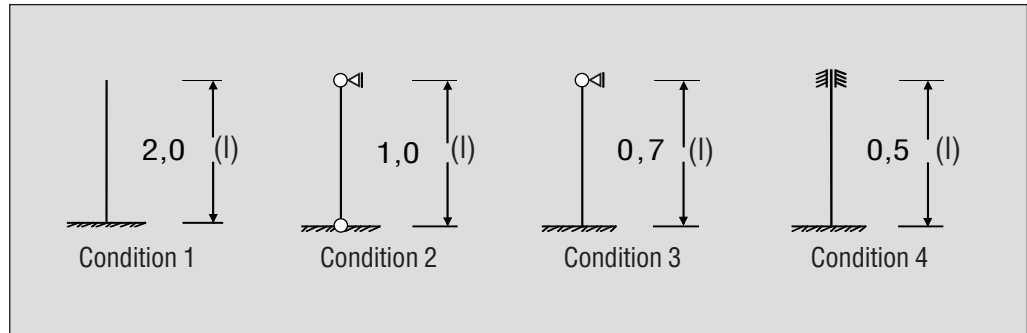 2,0 (l) 1,0 (l) 0,7 (l) 0,5 (l)
Condition 1 Condition 2 Condition 3 Condition 4